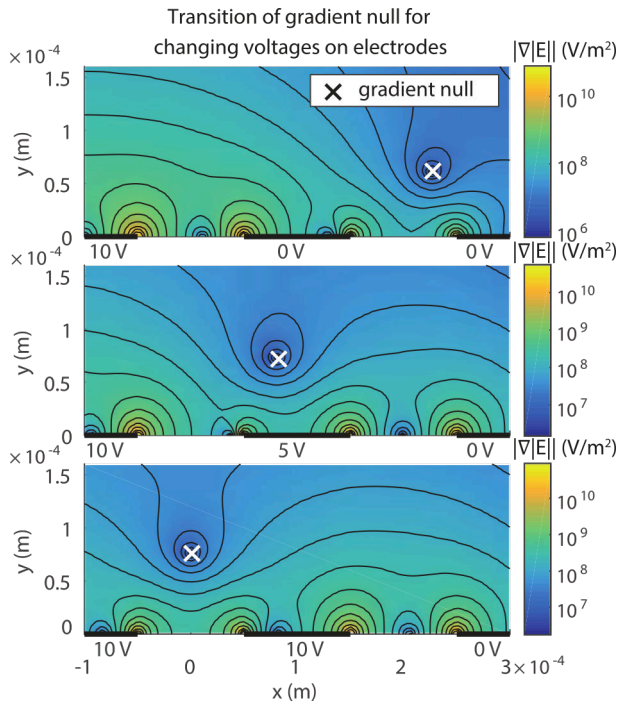 Transition of gradient null for
changing voltages on electrodes
× 10⁻⁴
|∇|E|| (V/m²)
gradient null
1.5
1
0.5
0
y (m)
10 V
0 V
0 V
10¹⁰
10⁸
10⁶
× 10⁻⁴
|∇|E|| (V/m²)
1.5
1
0.5
0
y (m)
10 V
5 V
0 V
10¹⁰
10⁹
10⁸
10⁷
× 10⁻⁴
|∇|E|| (V/m²)
1.5
1
0.5
0
y (m)
10 V
0 V
10¹⁰
10⁹
10⁸
10⁷
-1
0
1
2
3 × 10⁻⁴
x (m)